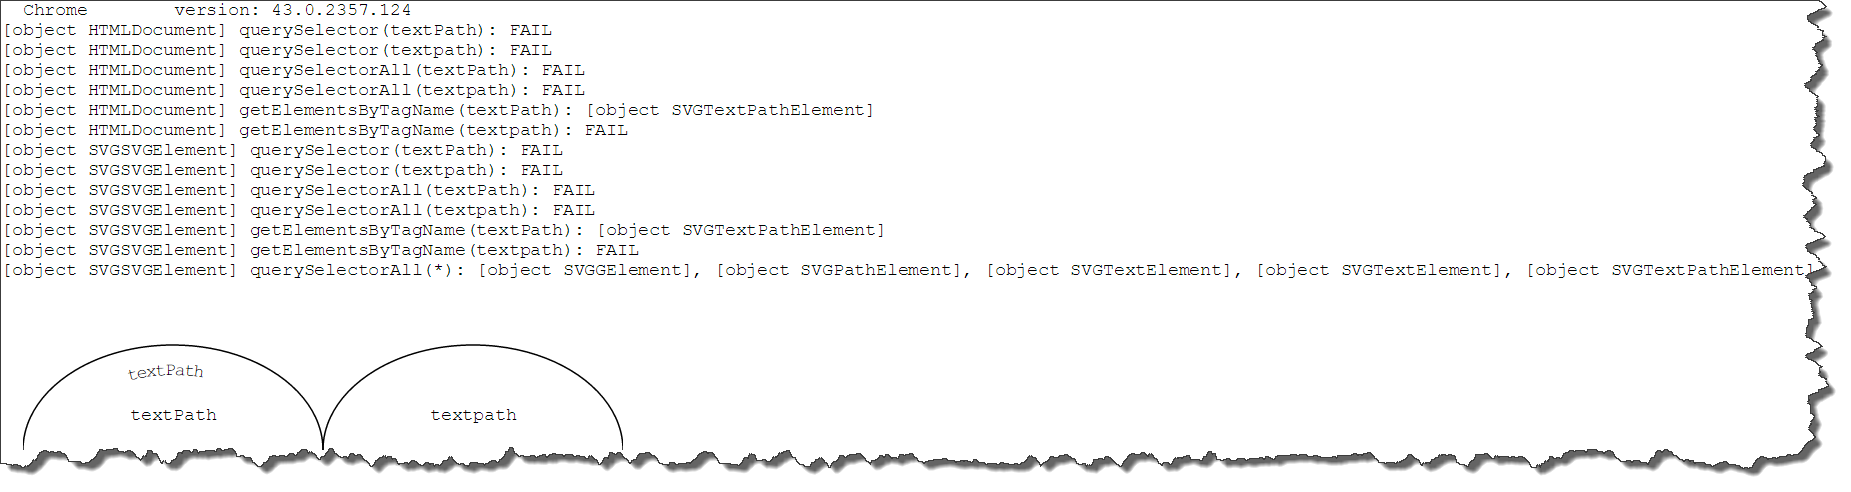 Chrome version: 43.0.2357.124
[object HTMLDocument] querySelector(textPath): FAIL
[object HTMLDocument] querySelector(textpath): FAIL
[object HTMLDocument] querySelectorAll(textPath): FAIL
[object HTMLDocument] querySelectorAll(textpath): FAIL
[object HTMLDocument] getElementsByTagName(textPath): [object SVGTextPathElement]
[object HTMLDocument] getElementsByTagName(textpath): FAIL
[object SVGSVGElement] querySelector(textPath): FAIL
[object SVGSVGElement] querySelector(textpath): FAIL
[object SVGSVGElement] querySelectorAll(textPath): FAIL
[object SVGSVGElement] querySelectorAll(textpath): FAIL
[object SVGSVGElement] getElementsByTagName(textPath): [object SVGTextPathElement]
[object SVGSVGElement] getElementsByTagName(textpath): FAIL
[object SVGSVGElement] querySelectorAll(*): [object SVGGElement], [object SVGPathElement], [object SVGTextElement], [object SVGTextElement], [object SVGTextPathElement]
textPath
textPath textpath